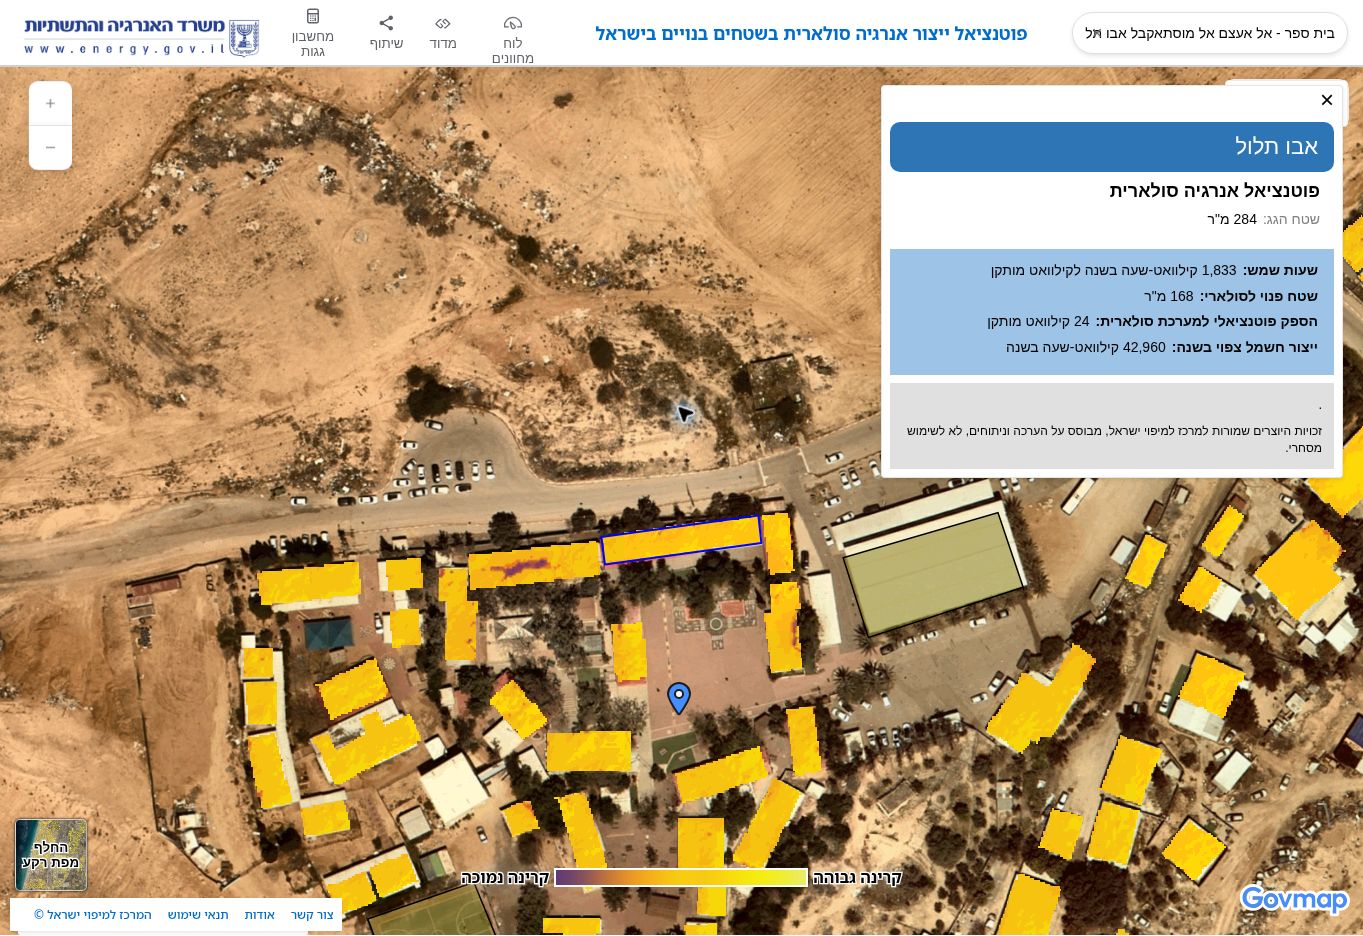 בית ספר - אל אעצם אל מוסתאקבל אבו תל
פוטנציאל ייצור אנרגיה סולארית בשטחים בנויים בישראל
לוח
מחוונים
מדוד
שיתוף
מחשבון
גגות
משרד האנרגיה והתשתיות
www.energy.gov.il
+
−
×
אבו תלול
פוטנציאל אנרגיה סולארית
שטח הגג: 284 מ"ר
שעות שמש: 1,833 קילוואט-שעה בשנה לקילוואט מותקן
שטח פנוי לסולארי: 168 מ"ר
הספק פוטנציאלי למערכת סולארית: 24 קילוואט מותקן
ייצור חשמל צפוי בשנה: 42,960 קילוואט-שעה בשנה
.
זכויות היוצרים שמורות למרכז למיפוי ישראל, מבוסס על הערכה וניתוחים, לא לשימוש
מסחרי.
החלף
מפת רקע
קרינה גבוהה
קרינה נמוכה
צור קשר
אודות
תנאי שימוש
המרכז למיפוי ישראל ©
Govmap